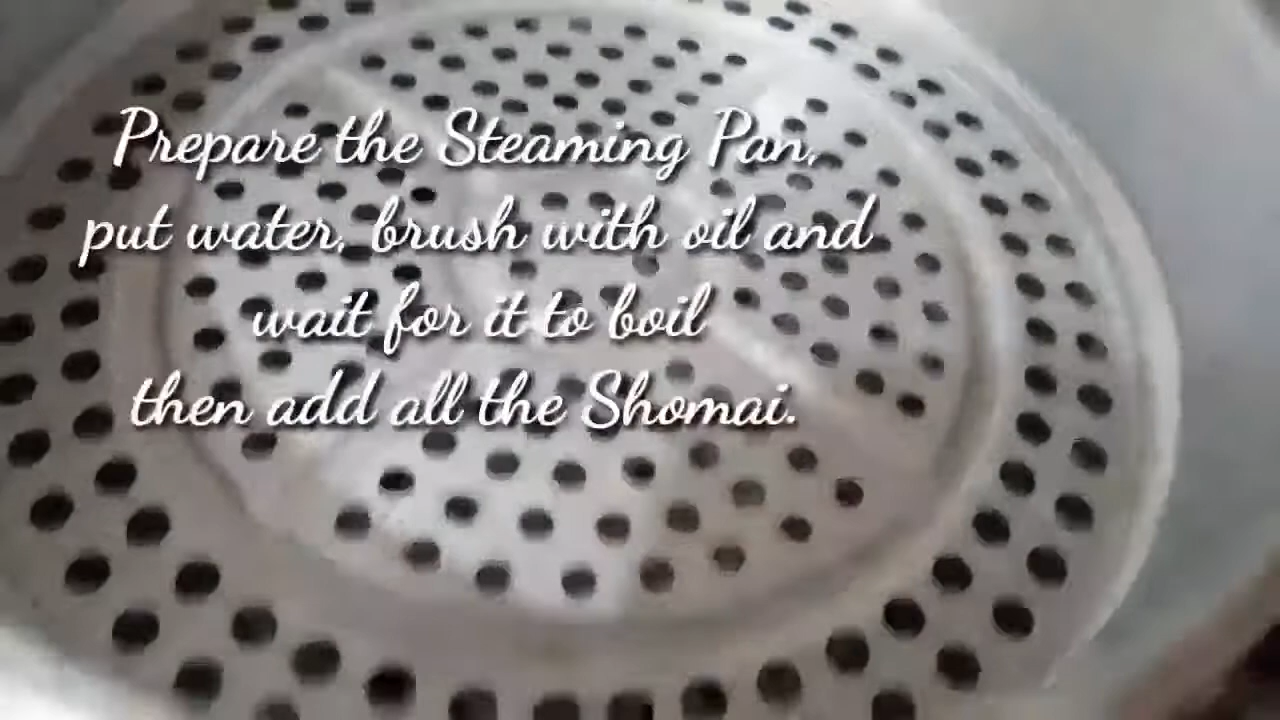 Prepare the Steaming Pan,
put water, brush with oil and
wait for it to boil
then add all the Shomai.